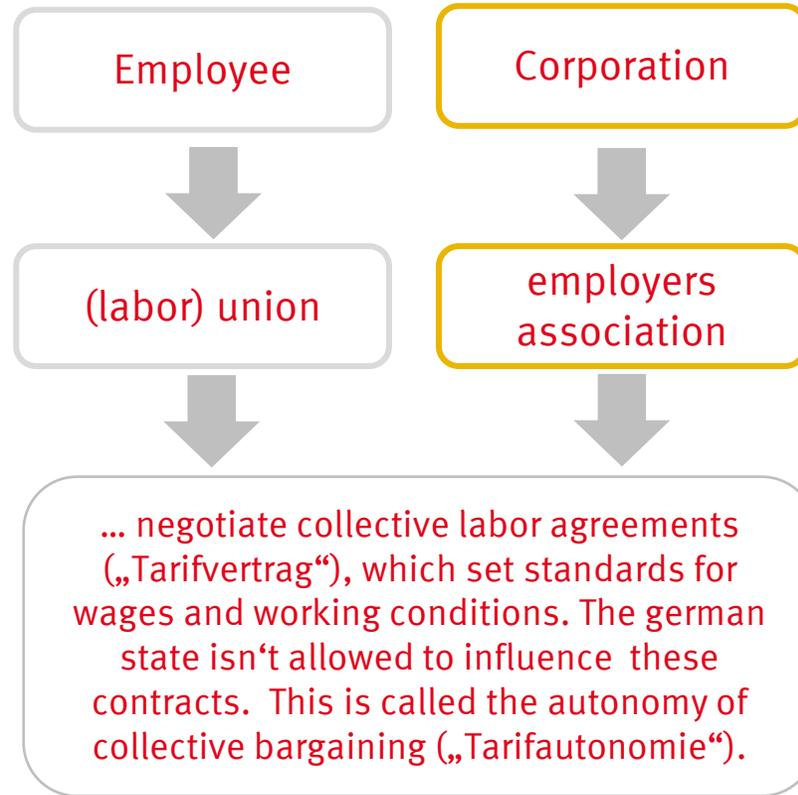 Employee
Corporation
(labor) union
employers
association
... negotiate collective labor agreements
(„Tarifvertrag“), which set standards for
wages and working conditions. The german
state isn‘t allowed to influence  these
contracts.  This is called the autonomy of
collective bargaining („Tarifautonomie“).